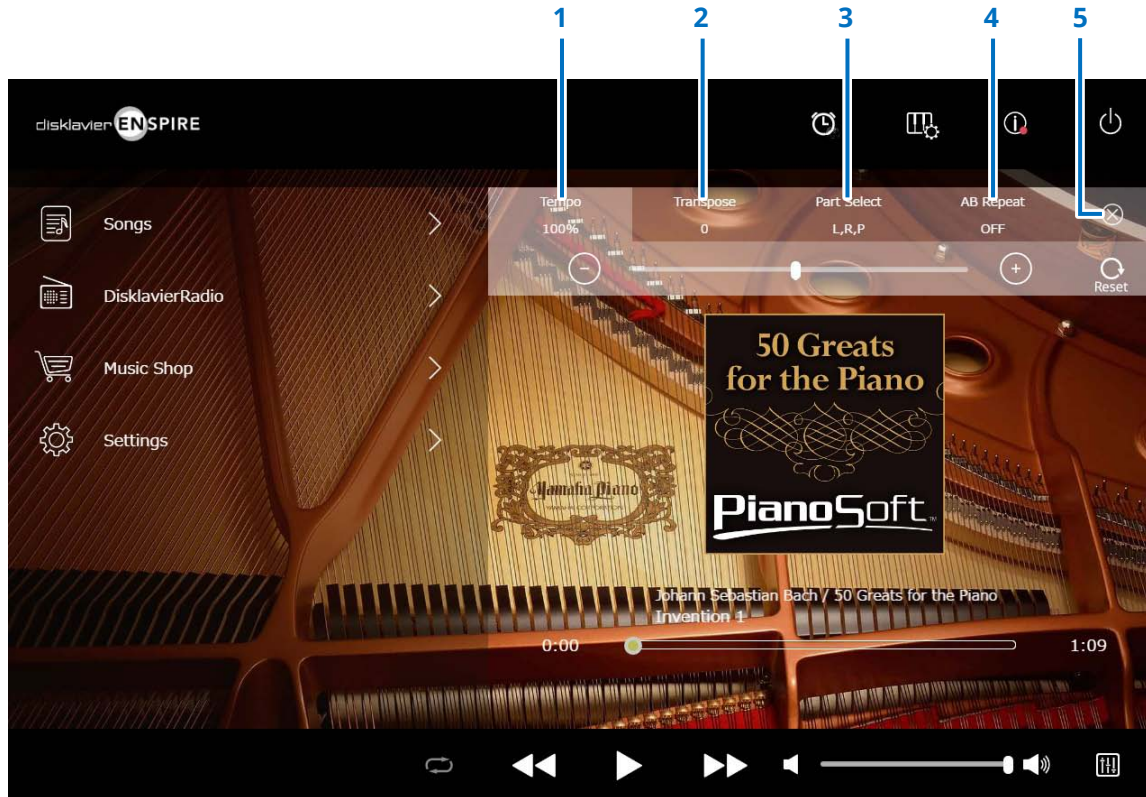 1 2 3 4 5
disklavier ENSPIRE
Songs
DisklavierRadio
Music Shop
Settings
Tempo Transpose Part Select AB Repeat
100% 0 L,R,P OFF
Reset
50 Greats
for the Piano
Yamaha Piano
PianoSoft™
Johann Sebastian Bach / 50 Greats for the Piano
Invention 1
0:00 1:09